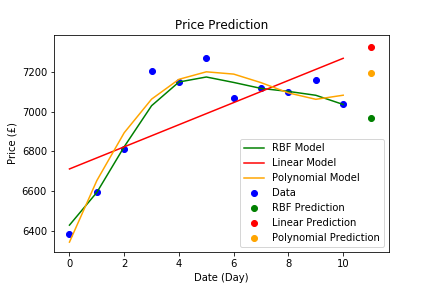 Price Prediction
Price (£)
7200
7000
6800
6600
6400
RBF Model
Linear Model
Polynomial Model
Data
RBF Prediction
Linear Prediction
Polynomial Prediction
0 2 4 6 8 10
Date (Day)